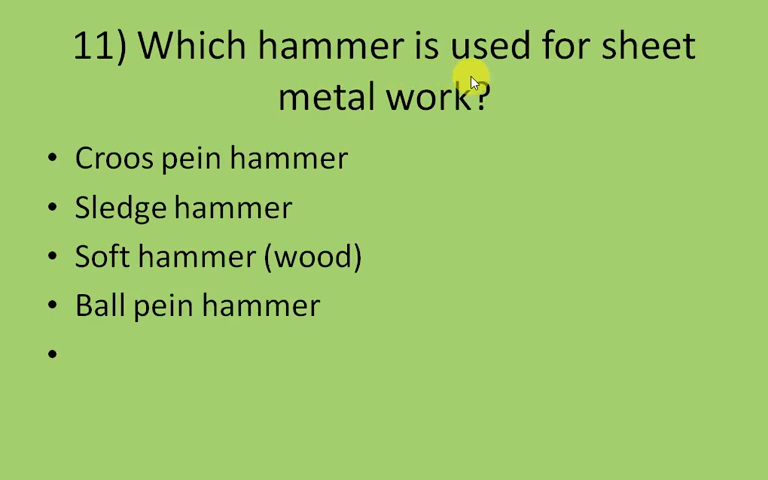 11) Which hammer is used for sheet
metal work?
• Croos pein hammer
• Sledge hammer
• Soft hammer (wood)
• Ball pein hammer
•